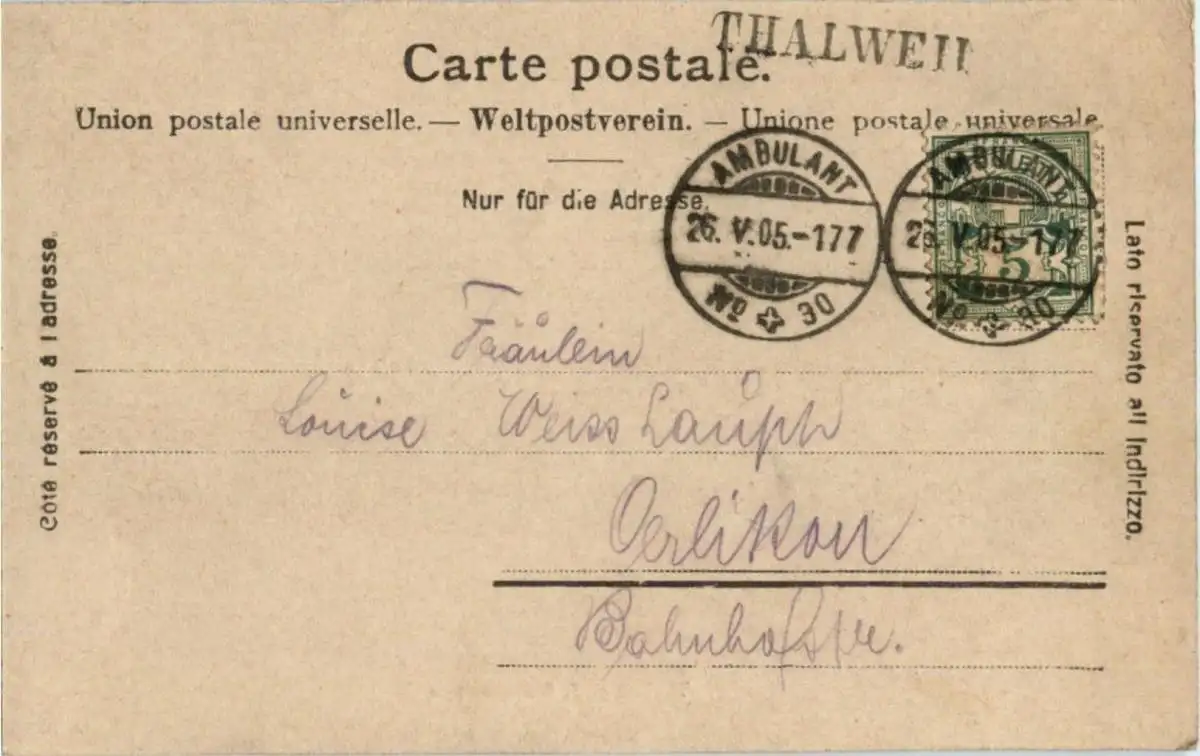 THALWEIL
Carte postale.
Union postale universelle. — Weltpostverein. — Unione postale universale
Nur für die Adresse.
AMBULANT
26. V. 05.-177
No 30
AMBULANT
26. V. 05-177
No 30
5
Côté réservé à l'adresse.
Lato riservato all'indirizzo.
Fräulein
Louise Weiss Lauph
Oerlikon
Bahnhofstr.